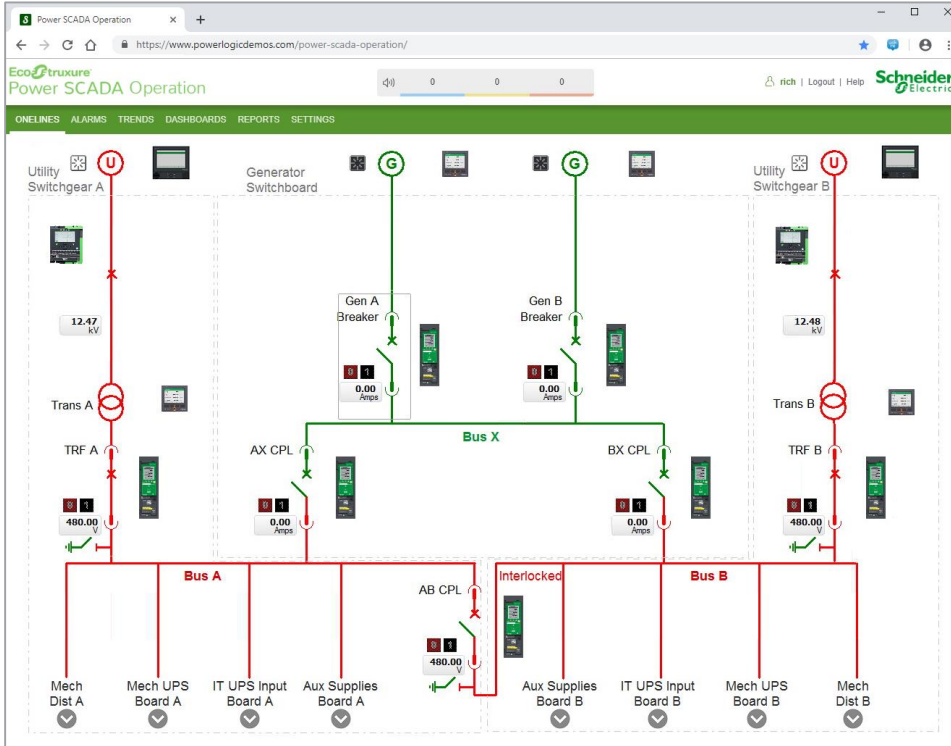 Power SCADA Operation
https://www.powerlogicdemos.com/power-scada-operation/
EcoStruxure
Power SCADA Operation
0 0 0
rich | Logout | Help
Schneider
Electric
ONELINES ALARMS TRENDS DASHBOARDS REPORTS SETTINGS
Utility
Switchgear A
U
Generator
Switchboard
G
G
Utility
Switchgear B
U
Gen A
Breaker
Gen B
Breaker
12.47
kV
12.48
kV
0 1
0.00
Amps
0 1
0.00
Amps
Trans A
Trans B
Bus X
TRF A
AX CPL
BX CPL
TRF B
0 1
480.00
V
0 1
0.00
Amps
0 1
0.00
Amps
0 1
480.00
V
Bus A
Interlocked
Bus B
AB CPL
0 1
480.00
V
Mech
Dist A
Mech UPS
Board A
IT UPS Input
Board A
Aux Supplies
Board A
Aux Supplies
Board B
IT UPS Input
Board B
Mech UPS
Board B
Mech
Dist B